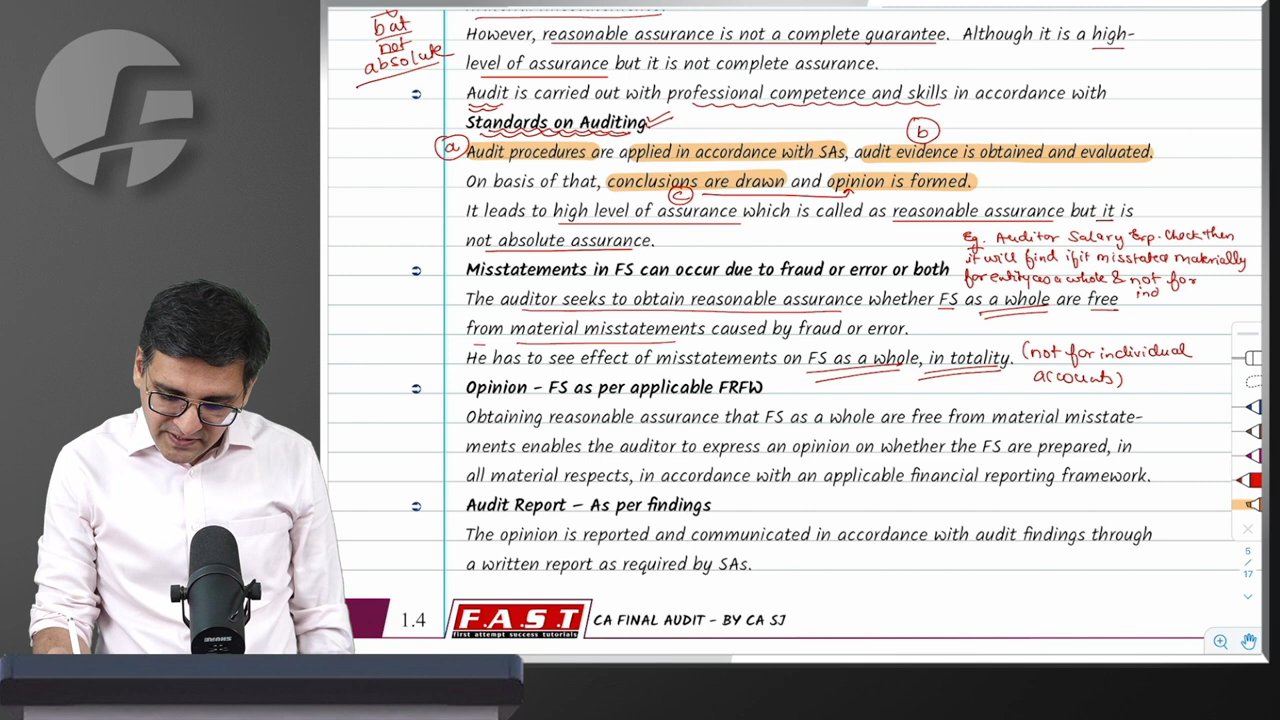 but
not
absolute
However, reasonable assurance is not a complete guarantee. Although it is a high-
level of assurance but it is not complete assurance.
Audit is carried out with professional competence and skills in accordance with
Standards on Auditing
a
b
Audit procedures are applied in accordance with SAs, audit evidence is obtained and evaluated.
On basis of that, conclusions are drawn and opinion is formed.
c
It leads to high level of assurance which is called as reasonable assurance but it is
not absolute assurance.
Eg. Auditor Salary Exp. Check then
it will find if it misstated materially
for entity as a whole & not for
ind
Misstatements in FS can occur due to fraud or error or both
The auditor seeks to obtain reasonable assurance whether FS as a whole are free
from material misstatements caused by fraud or error.
He has to see effect of misstatements on FS as a whole, in totality. (not for individual
accounts)
Opinion – FS as per applicable FRFW
Obtaining reasonable assurance that FS as a whole are free from material misstate-
ments enables the auditor to express an opinion on whether the FS are prepared, in
all material respects, in accordance with an applicable financial reporting framework.
Audit Report – As per findings
The opinion is reported and communicated in accordance with audit findings through
a written report as required by SAs.
1.4
F.A.S.T
first attempt success tutorials
CA FINAL AUDIT - BY CA SJ
5
/
17
SHURE